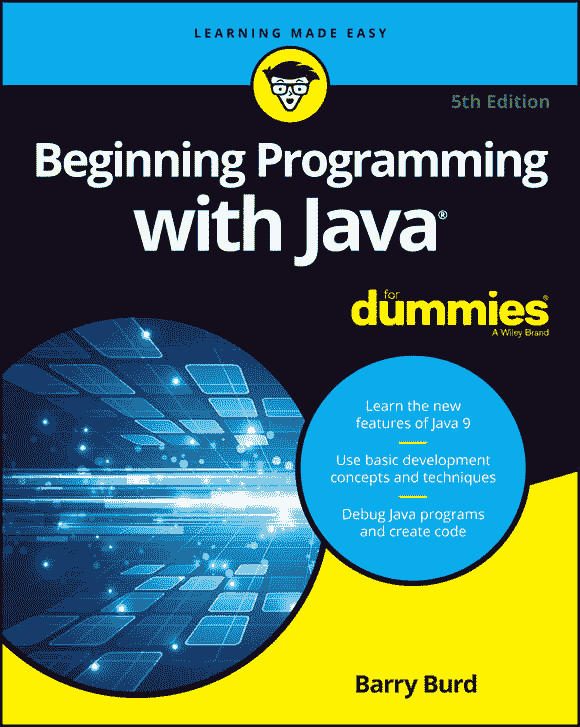 LEARNING MADE EASY
5th Edition
Beginning Programming
with Java®
for
dummies®
A Wiley Brand
Learn the new
features of Java 9
Use basic development
concepts and techniques
Debug Java programs
and create code
Barry Burd